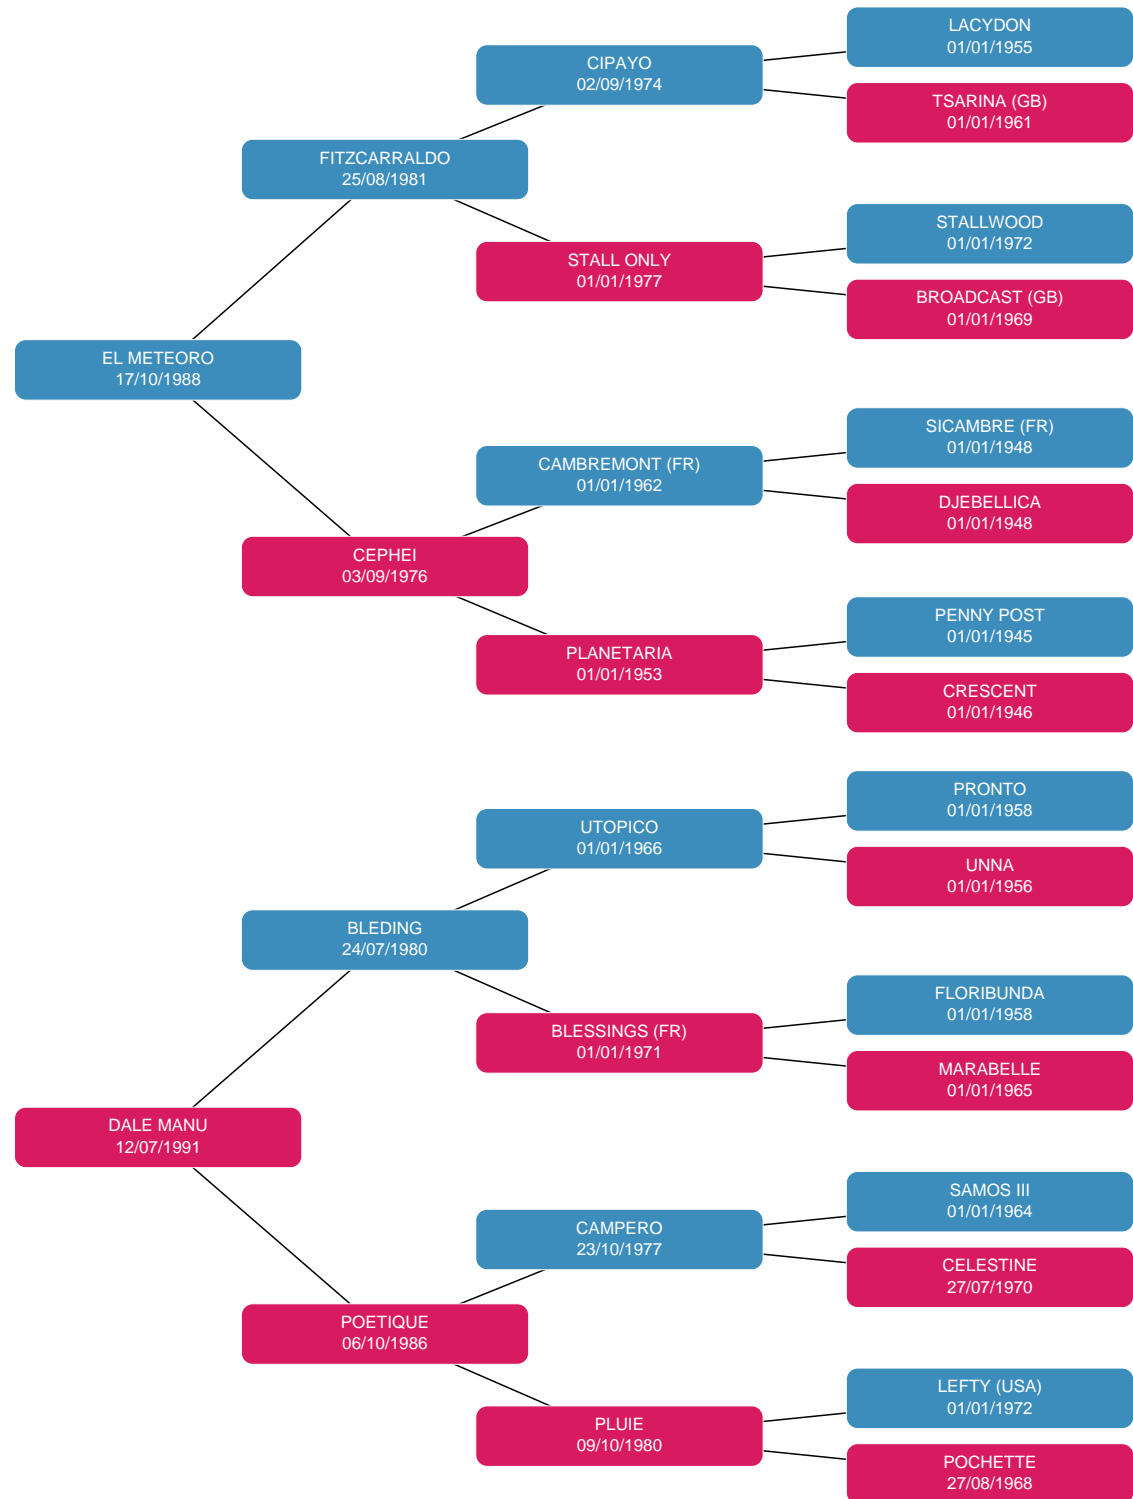 LACYDON
01/01/1955
CIPAYO
02/09/1974
TSARINA (GB)
01/01/1961
FITZCARRALDO
25/08/1981
STALLWOOD
01/01/1972
STALL ONLY
01/01/1977
BROADCAST (GB)
01/01/1969
EL METEORO
17/10/1988
SICAMBRE (FR)
01/01/1948
CAMBREMONT (FR)
01/01/1962
DJEBELLICA
01/01/1948
CEPHEI
03/09/1976
PENNY POST
01/01/1945
PLANETARIA
01/01/1953
CRESCENT
01/01/1946
PRONTO
01/01/1958
UTOPICO
01/01/1966
UNNA
01/01/1956
BLEDING
24/07/1980
FLORIBUNDA
01/01/1958
BLESSINGS (FR)
01/01/1971
MARABELLE
01/01/1965
DALE MANU
12/07/1991
SAMOS III
01/01/1964
CAMPERO
23/10/1977
CELESTINE
27/07/1970
POETIQUE
06/10/1986
LEFTY (USA)
01/01/1972
PLUIE
09/10/1980
POCHETTE
27/08/1968